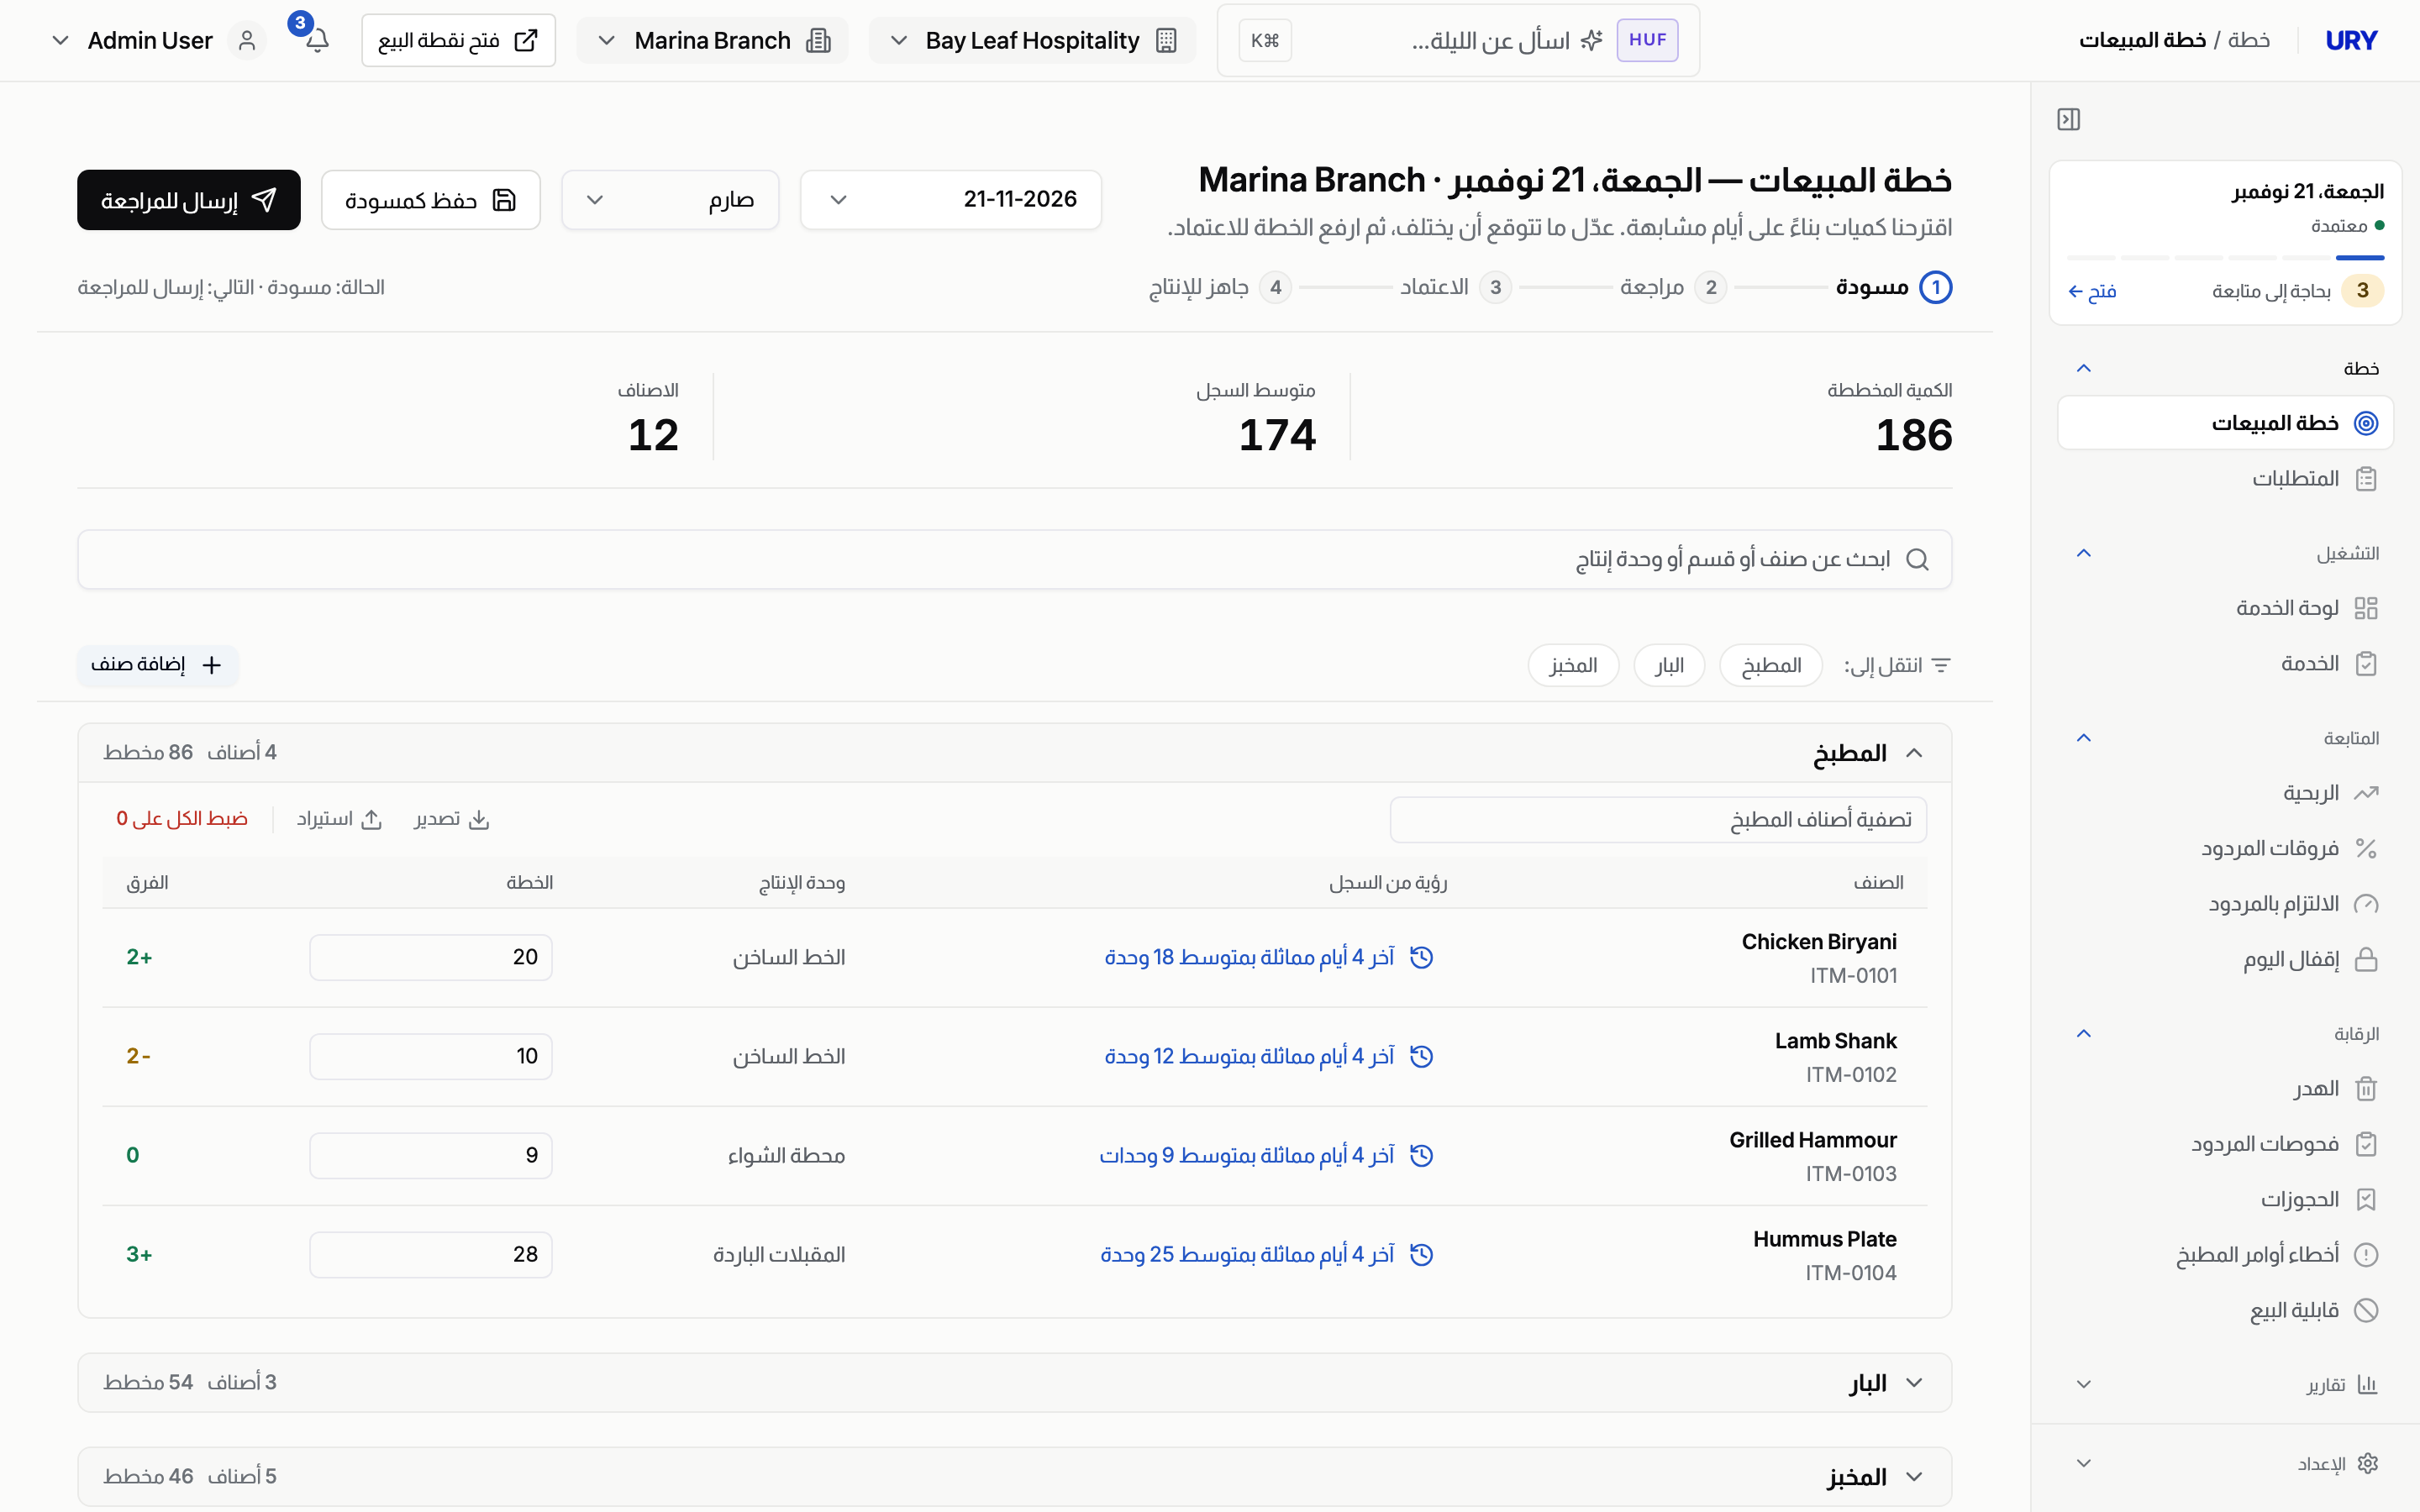 URY
خطة / خطة المبيعات
HUF
اسأل عن الليلة...
K⌘
Bay Leaf Hospitality
Marina Branch
فتح نقطة البيع
3
Admin User
الجمعة، 21 نوفمبر
معتمدة
3 بحاجة إلى متابعة
فتح ←
خطة
خطة المبيعات
المتطلبات
التشغيل
لوحة الخدمة
الخدمة
المتابعة
الربحية
فروقات المردود
الالتزام بالمردود
إقفال اليوم
الرقابة
الهدر
فحوصات المردود
الحجوزات
أخطاء أوامر المطبخ
قابلية البيع
تقارير
الإعداد
خطة المبيعات — الجمعة، 21 نوفمبر · Marina Branch
اقترحنا كميات بناءً على أيام مشابهة. عدّل ما تتوقع أن يختلف، ثم ارفع الخطة للاعتماد.
21-11-2026
صارم
حفظ كمسودة
إرسال للمراجعة
1 مسودة
2 مراجعة
3 الاعتماد
4 جاهز للإنتاج
الحالة: مسودة · التالي: إرسال للمراجعة
الكمية المخططة
186
متوسط السجل
174
الاصناف
12
ابحث عن صنف أو قسم أو وحدة إنتاج
انتقل إلى:
المطبخ
البار
المخبز
إضافة صنف
المطبخ
4 أصناف 86 مخطط
تصفية أصناف المطبخ
تصدير
استيراد
ضبط الكل على 0
الصنف رؤية من السجل وحدة الإنتاج الخطة الفرق
Chicken Biryani
ITM-0101
آخر 4 أيام مماثلة بمتوسط 18 وحدة
الخط الساخن
20
2+
Lamb Shank
ITM-0102
آخر 4 أيام مماثلة بمتوسط 12 وحدة
الخط الساخن
10
2-
Grilled Hammour
ITM-0103
آخر 4 أيام مماثلة بمتوسط 9 وحدات
محطة الشواء
9
0
Hummus Plate
ITM-0104
آخر 4 أيام مماثلة بمتوسط 25 وحدة
المقبلات الباردة
28
3+
البار
3 أصناف 54 مخطط
المخبز
5 أصناف 46 مخطط